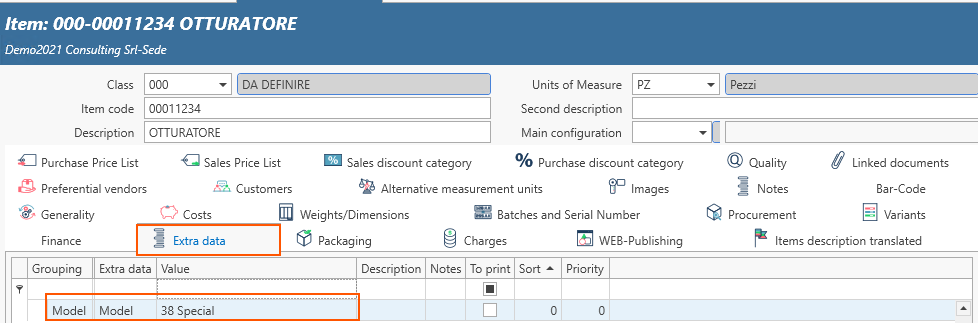 Item: 000-00011234 OTTURATORE
Demo2021 Consulting Srl-Sede
Class 000 DA DEFINIRE Units of Measure PZ Pezzi
Item code 00011234 Second description
Description OTTURATORE Main configuration
Purchase Price List Sales Price List % Sales discount category % Purchase discount category Quality Linked documents
Preferential vendors Customers Alternative measurement units Images Notes Bar-Code
Generality Costs Weights/Dimensions Batches and Serial Number Procurement Variants
Finance Extra data Packaging Charges WEB-Publishing Items description translated
Grouping Extra data Value Description Notes To print Sort Priority
Model Model 38 Special 0 0